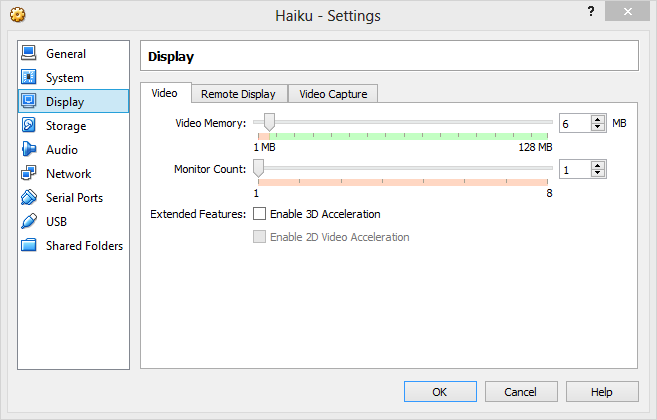 Haiku - Settings
?
General
System
Display
Storage
Audio
Network
Serial Ports
USB
Shared Folders
Display
Video Remote Display Video Capture
Video Memory: 6 MB
1 MB 128 MB
Monitor Count: 1
1 8
Extended Features: Enable 3D Acceleration
Enable 2D Video Acceleration
OK Cancel Help